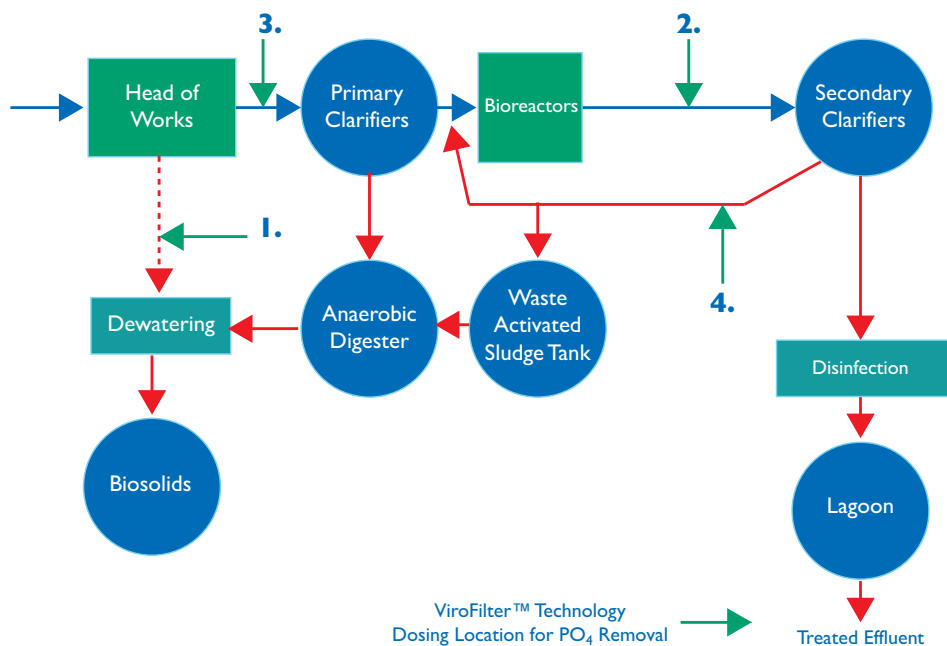 3.
2.
Head of
Works
Primary
Clarifiers
Bioreactors
Secondary
Clarifiers
1.
4.
Dewatering
Anaerobic
Digester
Waste
Activated
Sludge Tank
Disinfection
Biosolids
Lagoon
ViroFilter™ Technology
Dosing Location for PO₄ Removal
Treated Effluent